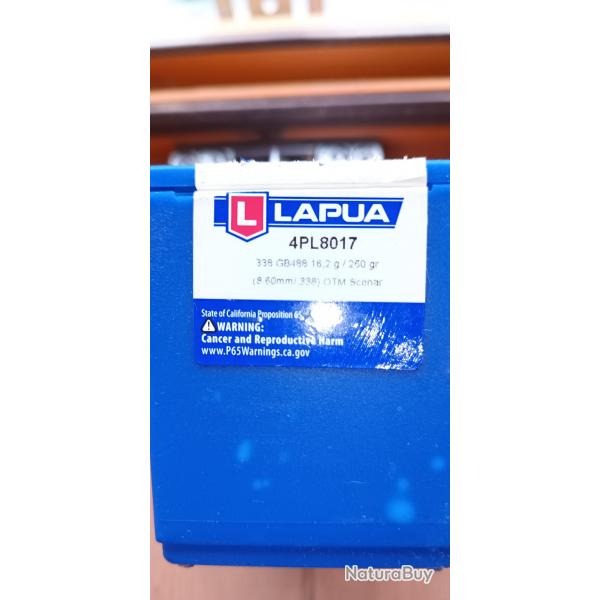 L LAPUA
4PL8017
338 GB488 16,2 g / 250 gr
(8.60mm/.338) OTM Scenar
State of California Proposition 65
⚠ WARNING:
Cancer and Reproductive Harm
www.P65Warnings.ca.gov
NaturaBuy